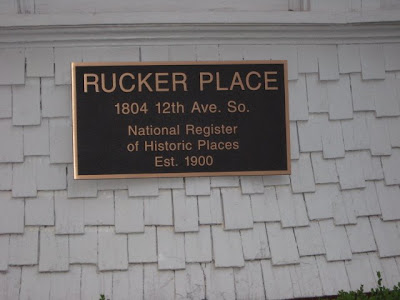 RUCKER PLACE
1804 12th Ave. So.
National Register
of Historic Places
Est. 1900